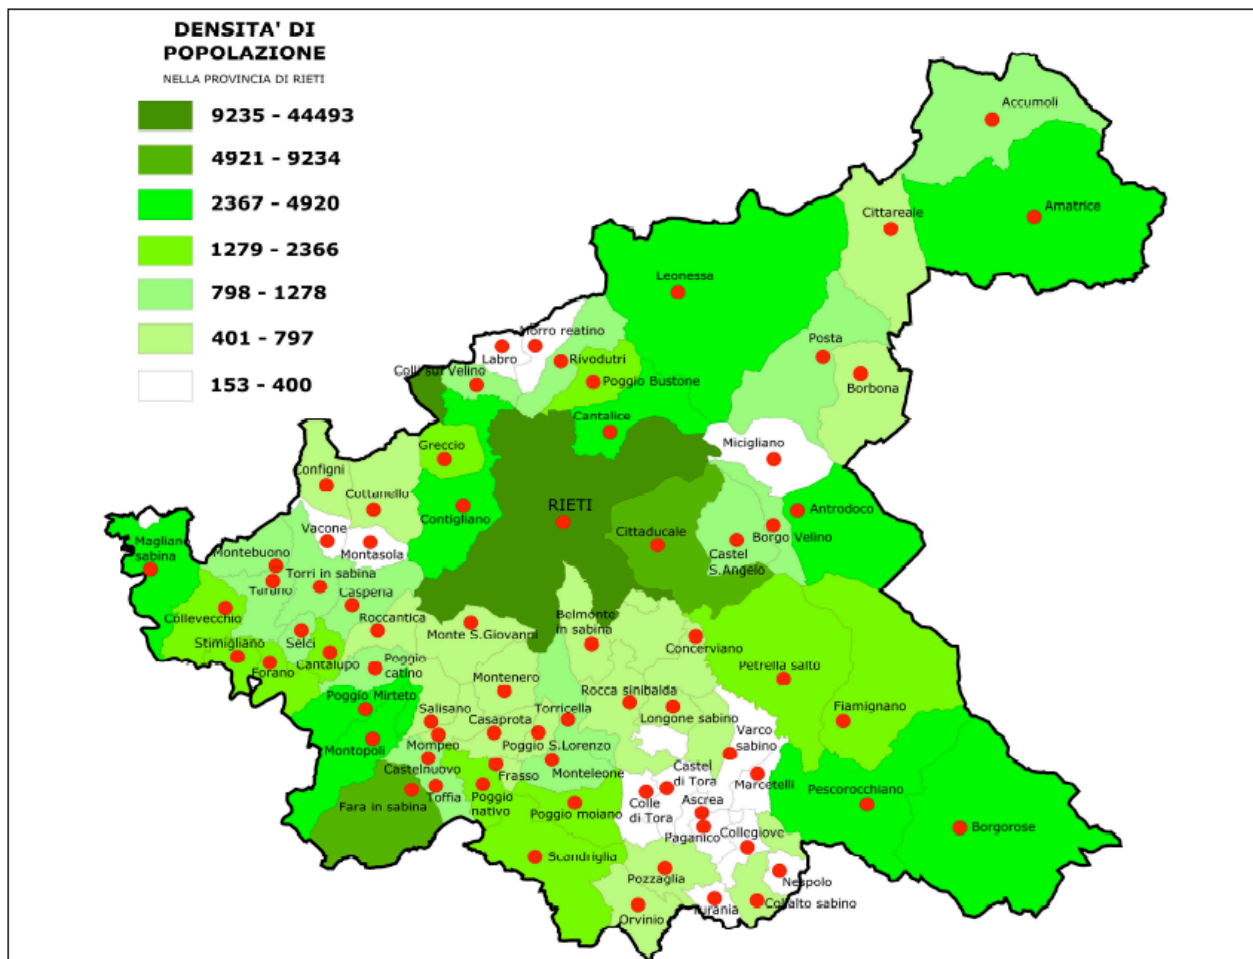 DENSITA' DI
POPOLAZIONE
NELLA PROVINCIA DI RIETI
9235 - 44493
4921 - 9234
2367 - 4920
1279 - 2366
798 - 1278
401 - 797
153 - 400
Accumoli
Amatrice
Cittareale
Leonessa
Morro reatino
Labro
Rivodutri
Posta
Colli sul Velino
Poggio Bustone
Borbona
Cantalice
Micigliano
Greccio
Configni
Cottanello
RIETI
Antrodoco
Contigliano
Vacone
Cittaducale
Borgo Velino
Magliano
sabina
Montebuono
Montasola
Castel
S.Angelo
Torri in sabina
Tarano
Casperia
Collevecchio
Roccantica
Belmonte
in sabina
Monte S.Giovanni
Stimigliano
Selci
Concerviano
Forano
Cantalupo
Poggio
catino
Petrella salto
Montenero
Rocca sinibalda
Poggio Mirteto
Salisano
Casaprota
Torricella
Longone sabino
Fiamignano
Montopoli
Mompeo
Poggio S.Lorenzo
Varco
sabino
Castelnuovo
Frasso
Monteleone
Castel
di Tora
Marcetelli
Fara in sabina
Toffia
Poggio
nativo
Poggio moiano
Colle
di Tora
Ascrea
Paganico
Pescorocchiano
Collegiove
Borgorose
Scandriglia
Pozzaglia
Nespolo
Orvinio
Turania
Collalto sabino